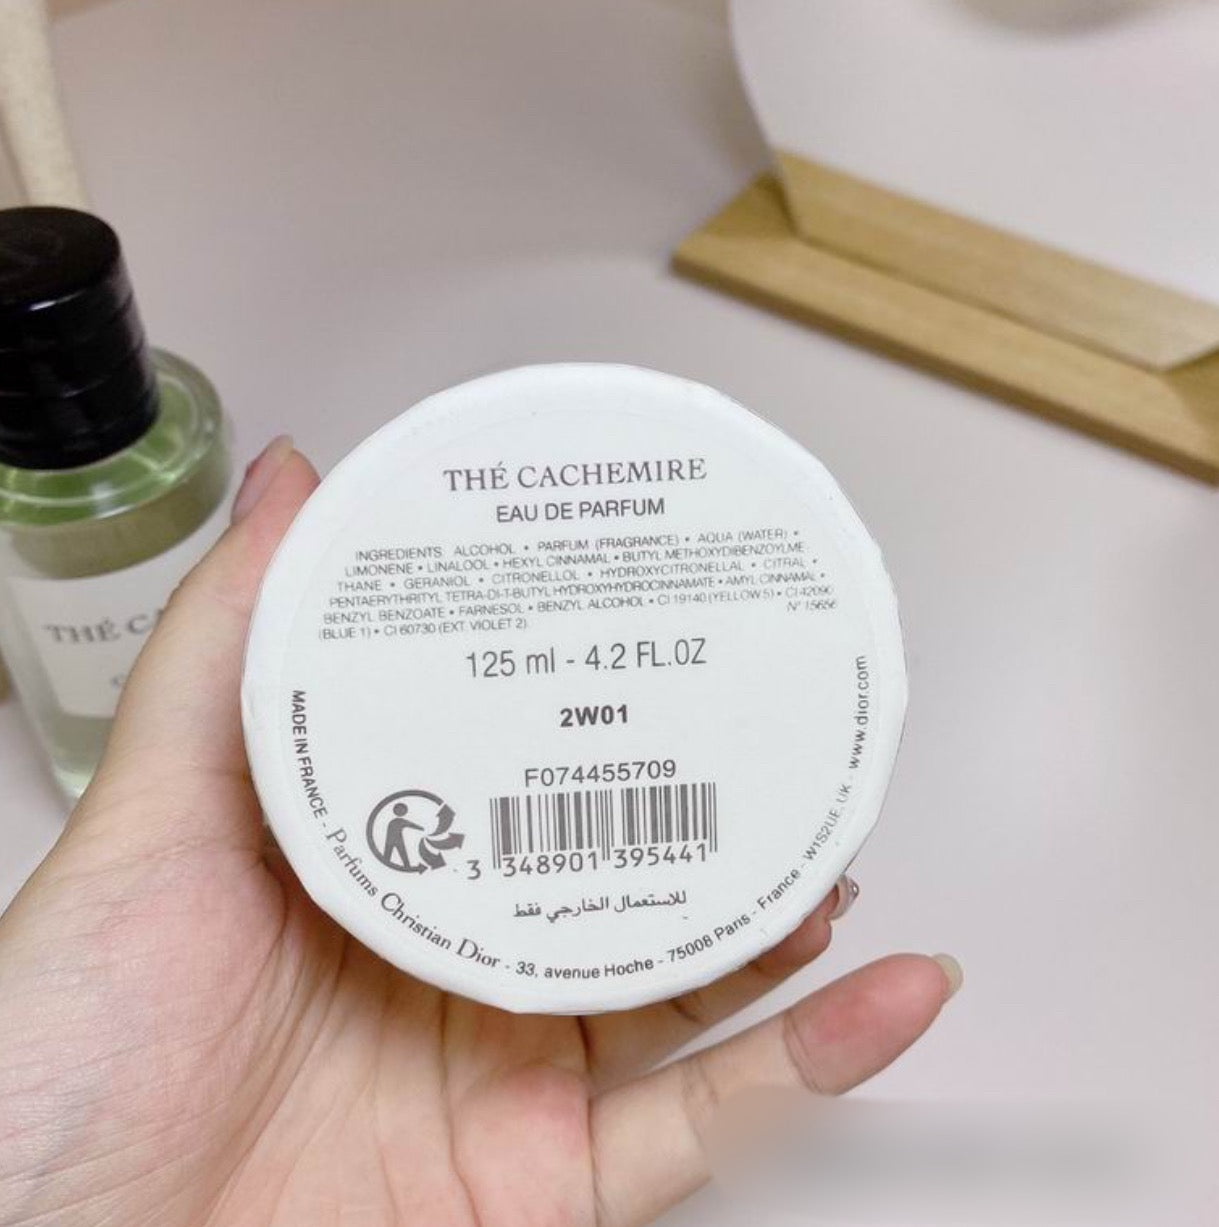 THÉ CACHEMIRE
EAU DE PARFUM
INGREDIENTS ALCOHOL • PARFUM (FRAGRANCE) • AQUA (WATER) •
LIMONENE • LINALOOL • HEXYL CINNAMAL • BUTYL METHOXYDIBENZOYLME
THANE • GERANIOL • CITRONELLOL • HYDROXYCITRONELLAL • CITRAL •
PENTAERYTHRITYL TETRA-DI-T-BUTYL HYDROXYHYDROCINNAMATE • AMYL CINNAMAL •
BENZYL BENZOATE • FARNESOL • BENZYL ALCOHOL • CI 19140 (YELLOW 5) • CI 42090
(BLUE 1) • CI 60730 (EXT. VIOLET 2).
N° 15656
125 ml - 4.2 FL.OZ
2W01
F074455709
3 348901 395441
للاستعمال الخارجي فقط
MADE IN FRANCE - Parfums Christian Dior - 33, avenue Hoche - 75008 Paris - France - W1S2UE, UK - www.dior.com
THÉ CA